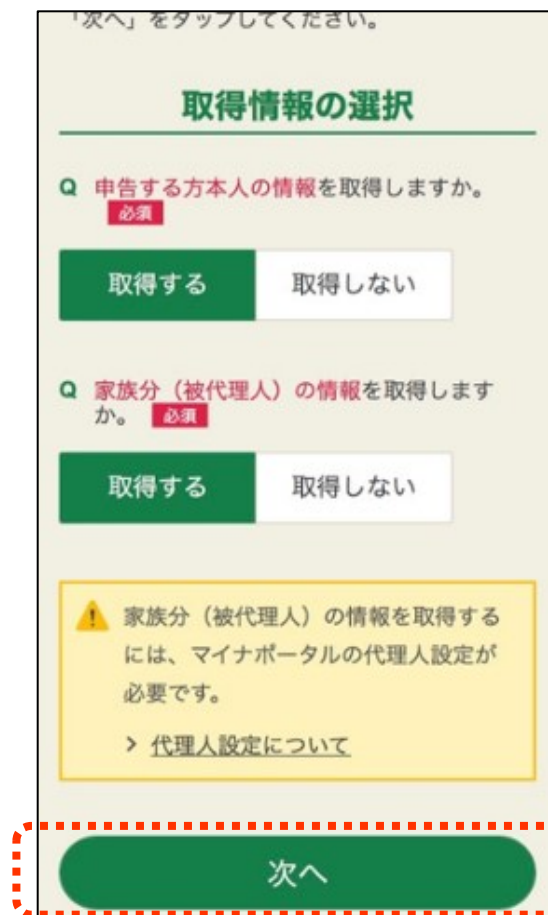 「次へ」をタップしてください。
取得情報の選択
Q 申告する方本人の情報を取得しますか。
必須
取得する 取得しない
Q 家族分（被代理人）の情報を取得します
か。 必須
取得する 取得しない
家族分（被代理人）の情報を取得する
には、マイナポータルの代理人設定が
必要です。
> 代理人設定について
次へ